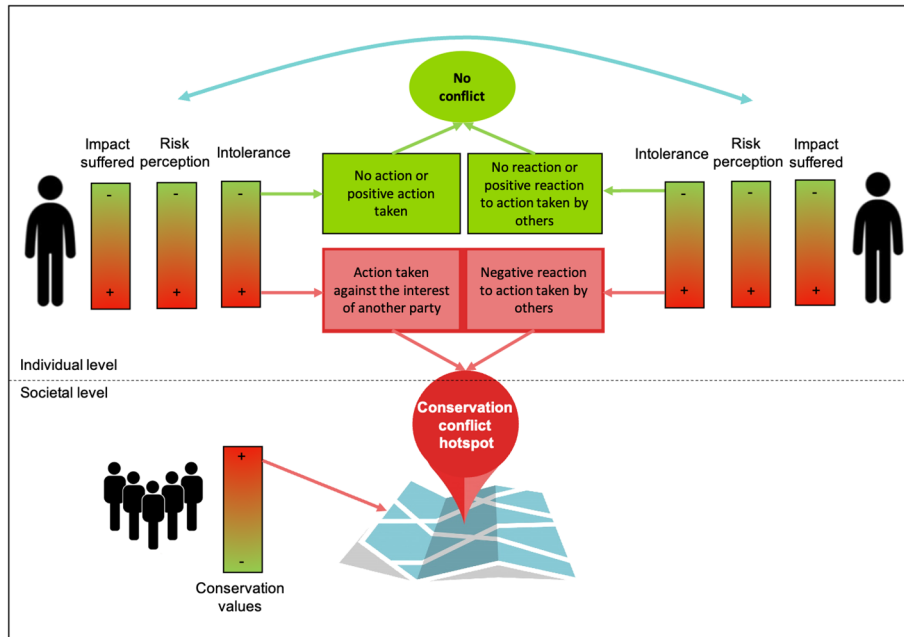 No
conflict
Impact
suffered
Risk
perception
Intolerance
Intolerance
Risk
perception
Impact
suffered
No action or
positive action
taken
No reaction or
positive reaction
to action taken by
others
- - - - - -
+ + + + + +
Action taken
against the interest
of another party
Negative reaction
to action taken by
others
Individual level
Societal level
Conservation
conflict
hotspot
+
-
Conservation
values